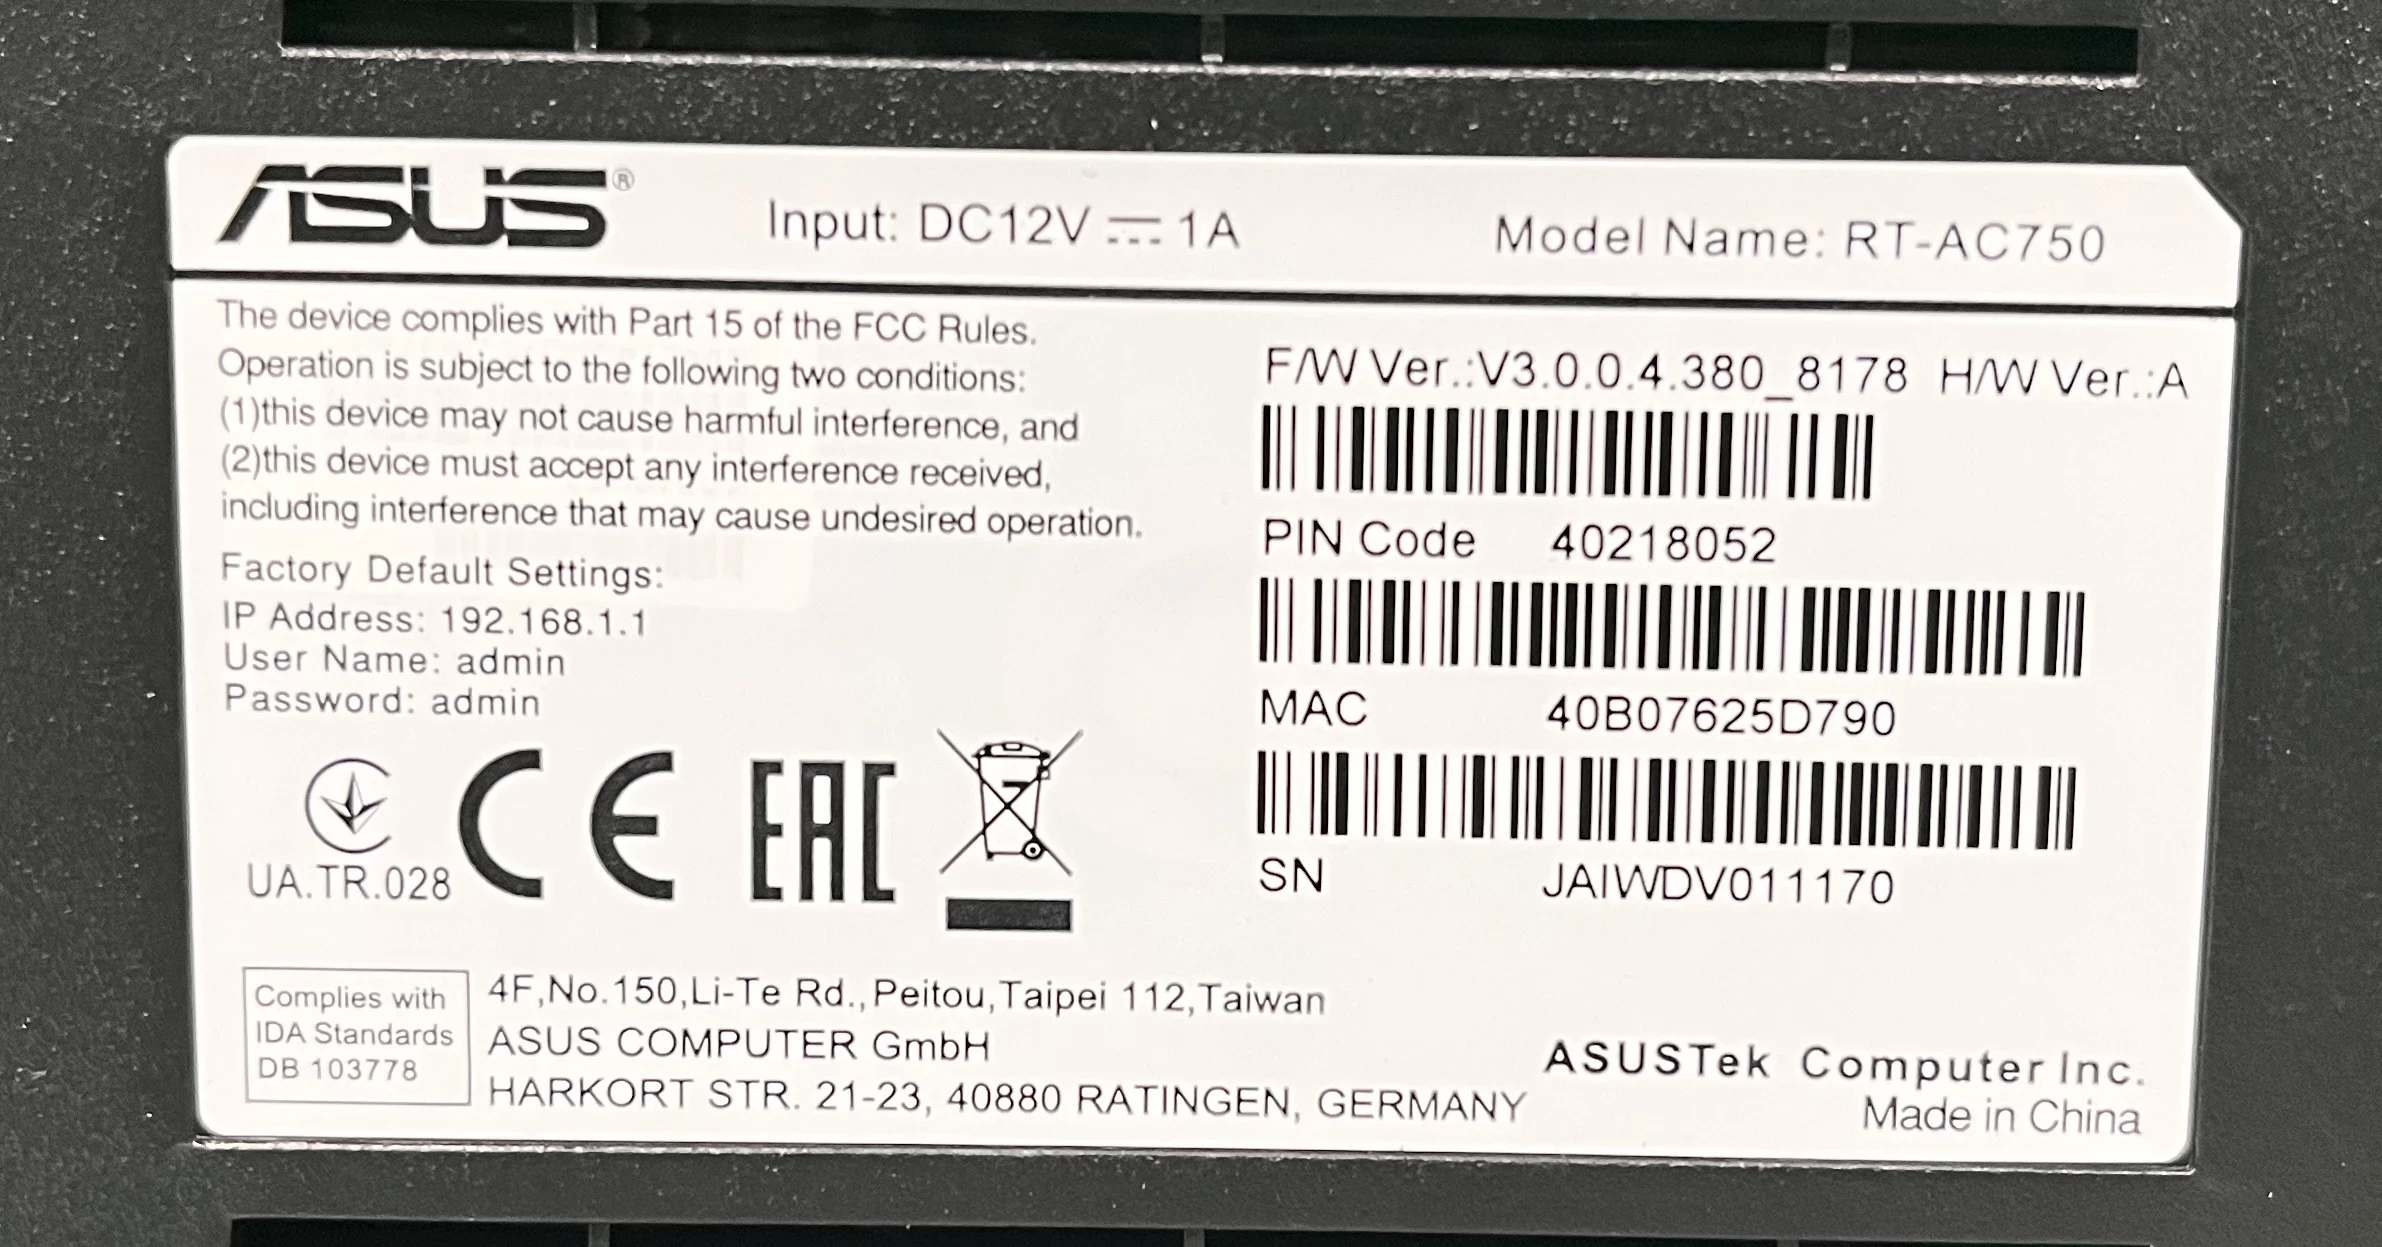 ASUS®
Input: DC12V ⎓ 1A
Model Name: RT-AC750
The device complies with Part 15 of the FCC Rules.
Operation is subject to the following two conditions:
(1)this device may not cause harmful interference, and
(2)this device must accept any interference received,
including interference that may cause undesired operation.
Factory Default Settings:
IP Address: 192.168.1.1
User Name: admin
Password: admin
UA.TR.028
CE
EAC
Complies with
IDA Standards
DB 103778
4F,No.150,Li-Te Rd.,Peitou,Taipei 112,Taiwan
ASUS COMPUTER GmbH
HARKORT STR. 21-23, 40880 RATINGEN, GERMANY
F/W Ver.:V3.0.0.4.380_8178 H/W Ver.:A
PIN Code 40218052
MAC 40B07625D790
SN JAIWDV011170
ASUSTek Computer Inc.
Made in China